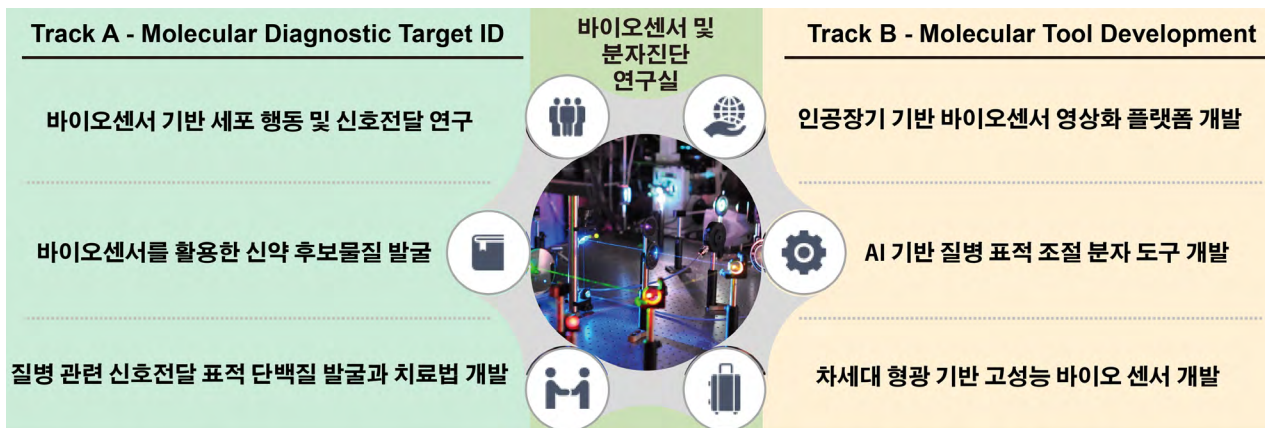 Track A - Molecular Diagnostic Target ID
바이오센서 기반 세포 행동 및 신호전달 연구
바이오센서를 활용한 신약 후보물질 발굴
질병 관련 신호전달 표적 단백질 발굴과 치료법 개발
바이오센서 및
분자진단
연구실
Track B - Molecular Tool Development
인공장기 기반 바이오센서 영상화 플랫폼 개발
AI 기반 질병 표적 조절 분자 도구 개발
차세대 형광 기반 고성능 바이오 센서 개발